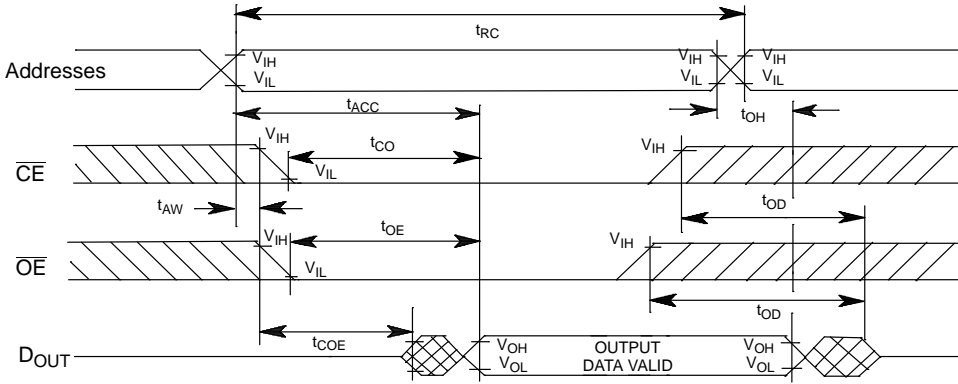 tRC
VIH
VIL
VIH
VIL
VIH
VIL
Addresses
tACC
tOH
CE
VIH
tCO
VIL
VIH
tAW
tOD
OE
VIH
tOE
VIL
VIH
tOD
tCOE
DOUT
VOH
VOL
OUTPUT
DATA VALID
VOH
VOL